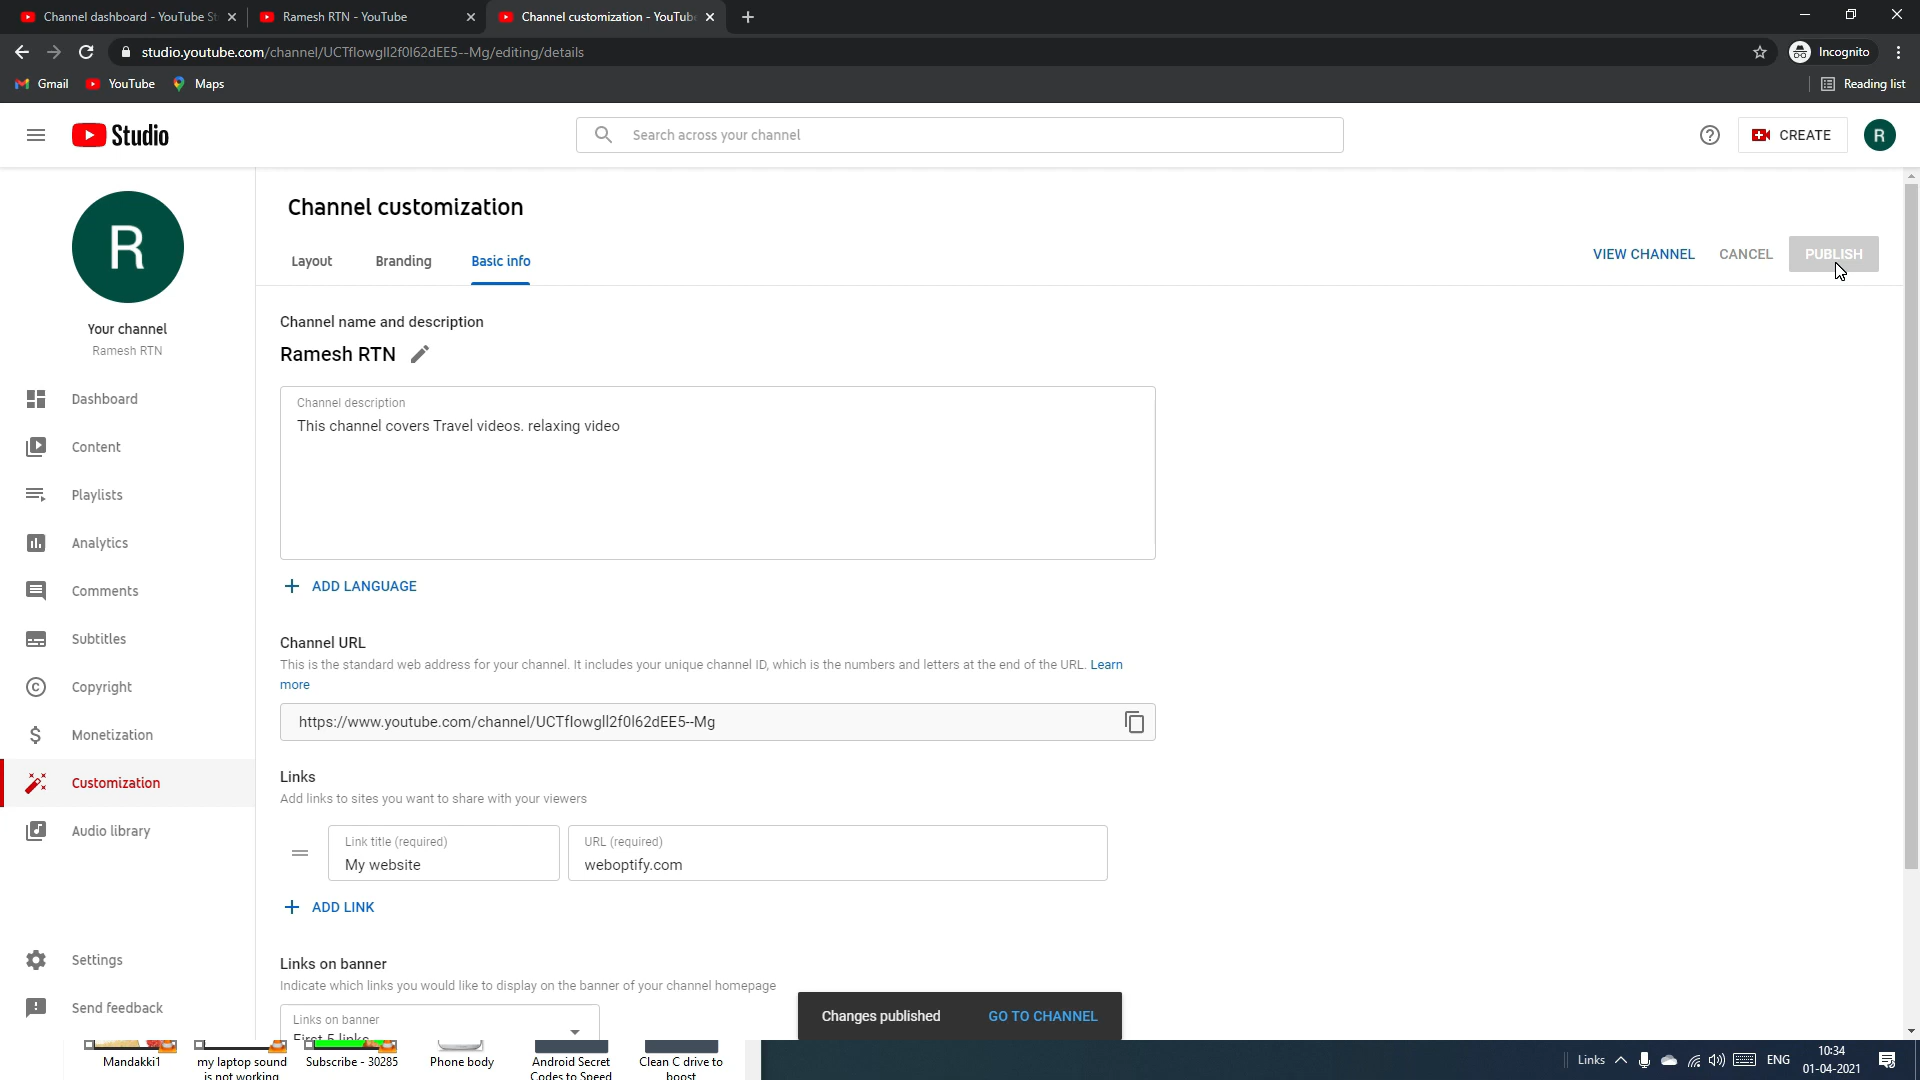 Channel dashboard - YouTube St
Ramesh RTN - YouTube
Channel customization - YouTube
studio.youtube.com/channel/UCTflowgll2f0l62dEE5--Mg/editing/details
Incognito
Gmail
YouTube
Maps
Reading list
Studio
Search across your channel
CREATE
R
R
Your channel
Ramesh RTN
Dashboard
Content
Playlists
Analytics
Comments
Subtitles
Copyright
Monetization
Customization
Audio library
Settings
Send feedback
Channel customization
Layout
Branding
Basic info
VIEW CHANNEL
CANCEL
PUBLISH
Channel name and description
Ramesh RTN
Channel description
This channel covers Travel videos. relaxing video
ADD LANGUAGE
Channel URL
This is the standard web address for your channel. It includes your unique channel ID, which is the numbers and letters at the end of the URL. Learn
more
https://www.youtube.com/channel/UCTflowgll2f0l62dEE5--Mg
Links
Add links to sites you want to share with your viewers
Link title (required)
My website
URL (required)
weboptify.com
ADD LINK
Links on banner
Indicate which links you would like to display on the banner of your channel homepage
Links on banner
First 5 links
Changes published
GO TO CHANNEL
Mandakki1
my laptop sound
is not working
Subscribe - 30285
Phone body
Android Secret
Codes to Speed
Clean C drive to
boost
Links
ENG
10:34
01-04-2021